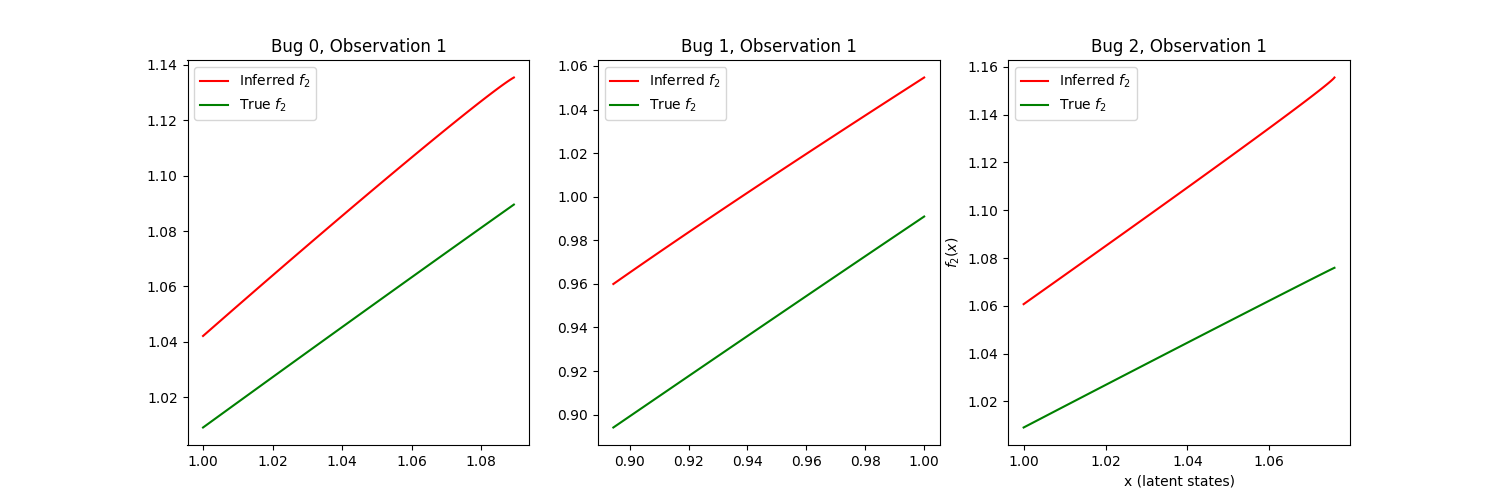 Bug 0, Observation 1
Inferred f₂
True f₂
1.14
1.12
1.10
1.08
1.06
1.04
1.02
1.00 1.02 1.04 1.06 1.08
Bug 1, Observation 1
Inferred f₂
True f₂
1.06
1.04
1.02
1.00
0.98
0.96
0.94
0.92
0.90
0.90 0.92 0.94 0.96 0.98 1.00
Bug 2, Observation 1
Inferred f₂
True f₂
f₂(x)
1.16
1.14
1.12
1.10
1.08
1.06
1.04
1.02
1.00 1.02 1.04 1.06
x (latent states)